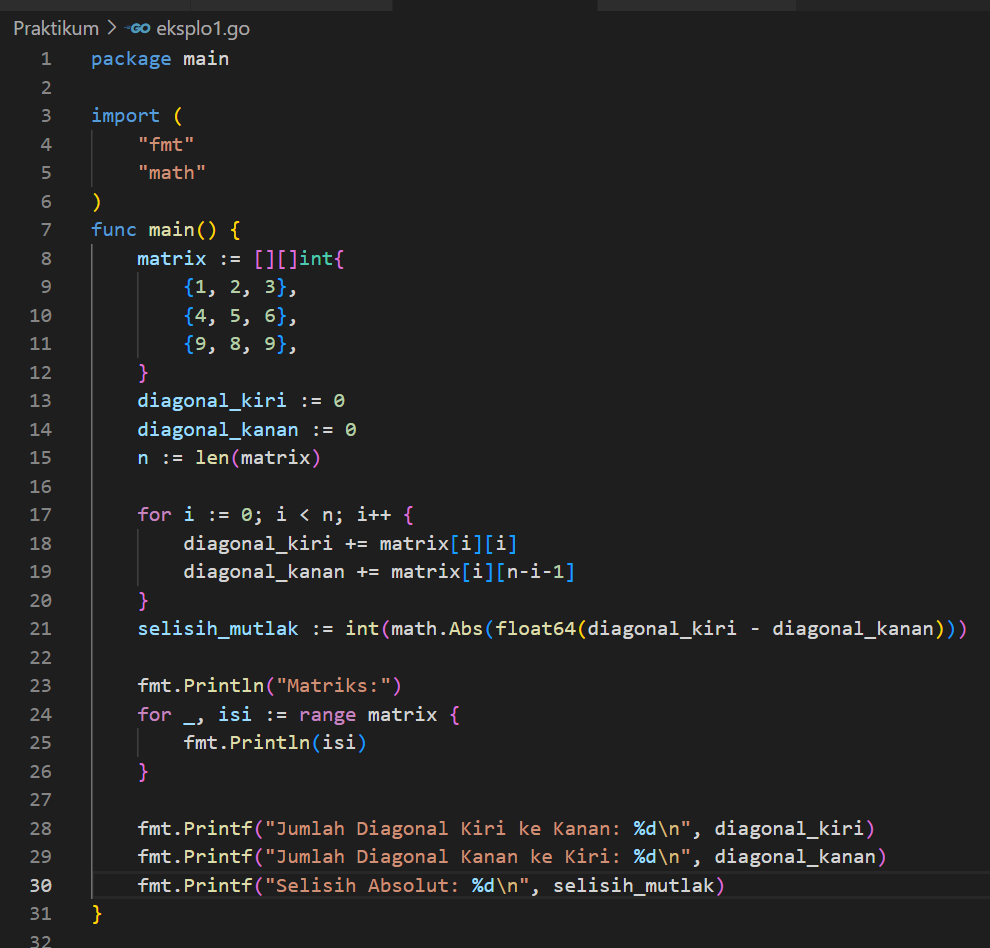 Praktikum > GO eksplo1.go
1 package main
2
3 import (
4     "fmt"
5     "math"
6 )
7 func main() {
8     matrix := [][]int{
9         {1, 2, 3},
10         {4, 5, 6},
11         {9, 8, 9},
12     }
13     diagonal_kiri := 0
14     diagonal_kanan := 0
15     n := len(matrix)
16
17     for i := 0; i < n; i++ {
18         diagonal_kiri += matrix[i][i]
19         diagonal_kanan += matrix[i][n-i-1]
20     }
21     selisih_mutlak := int(math.Abs(float64(diagonal_kiri - diagonal_kanan)))
22
23     fmt.Println("Matriks:")
24     for _, isi := range matrix {
25         fmt.Println(isi)
26     }
27
28     fmt.Printf("Jumlah Diagonal Kiri ke Kanan: %d\n", diagonal_kiri)
29     fmt.Printf("Jumlah Diagonal Kanan ke Kiri: %d\n", diagonal_kanan)
30     fmt.Printf("Selisih Absolut: %d\n", selisih_mutlak)
31 }
32